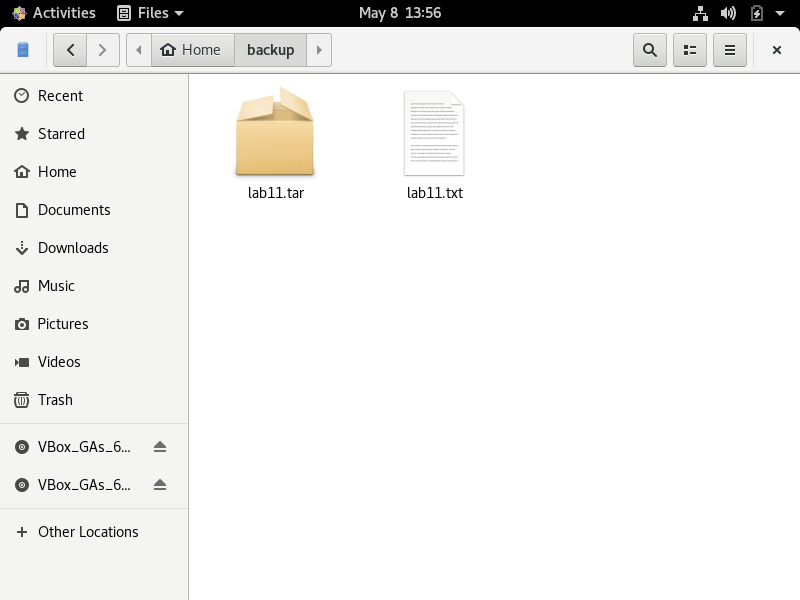 Activities Files May 8 13:56
Home backup
Recent
Starred
Home
Documents
Downloads
Music
Pictures
Videos
Trash
VBox_GAs_6...
VBox_GAs_6...
Other Locations
lab11.tar lab11.txt